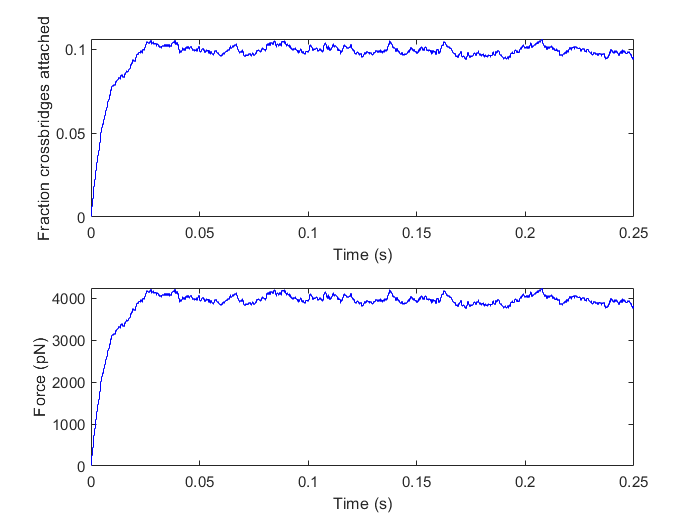 Fraction crossbridges attached
0.1
0.05
0
0 0.05 0.1 0.15 0.2 0.25
Time (s)
Force (pN)
4000
3000
2000
1000
0
0 0.05 0.1 0.15 0.2 0.25
Time (s)